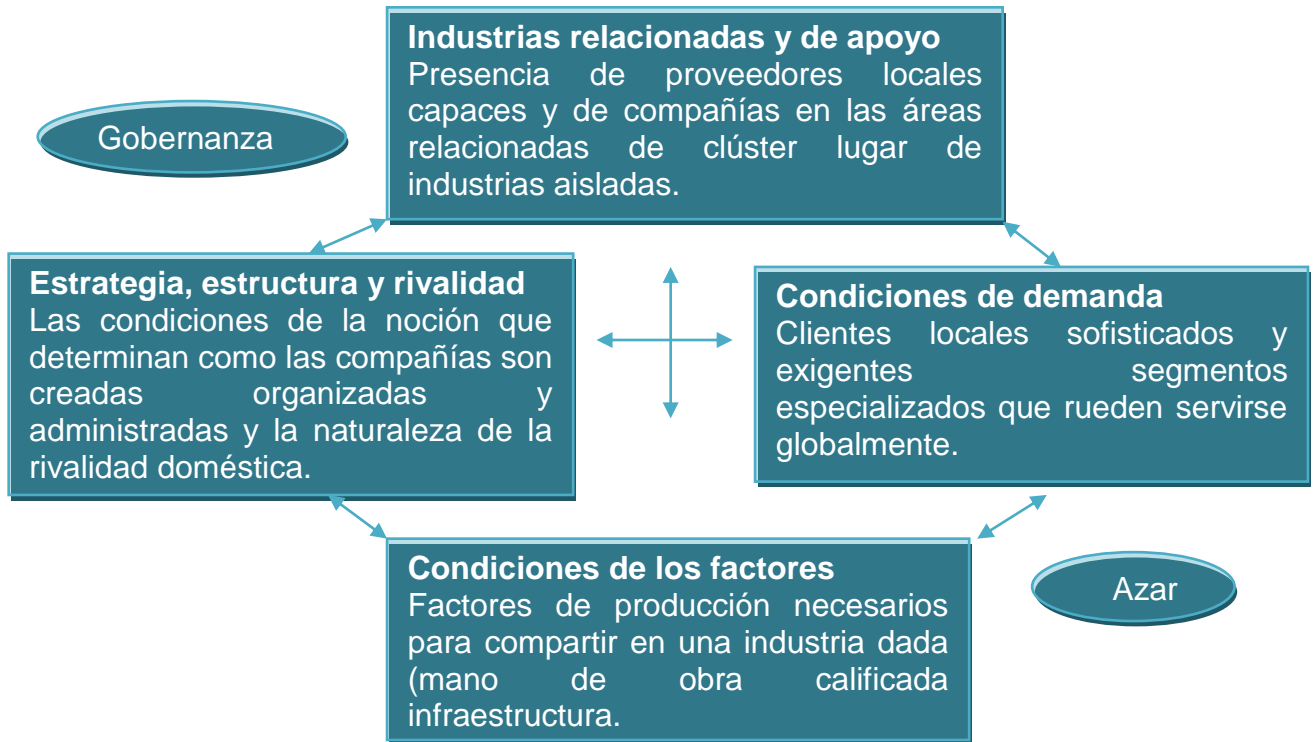 Industrias relacionadas y de apoyo
Presencia de proveedores locales
capaces y de compañías en las áreas
relacionadas de clúster lugar de
industrias aisladas.
Gobernanza
Estrategia, estructura y rivalidad
Las condiciones de la noción que
determinan como las compañías son
creadas organizadas y
administradas y la naturaleza de la
rivalidad doméstica.
Condiciones de demanda
Clientes locales sofisticados y
exigentes segmentos
especializados que rueden servirse
globalmente.
Condiciones de los factores
Factores de producción necesarios
para compartir en una industria dada
(mano de obra calificada
infraestructura.
Azar